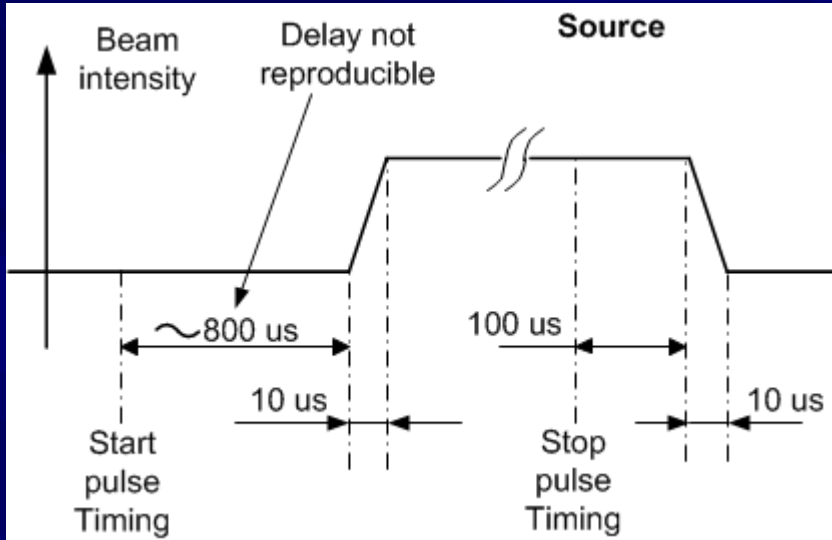 Source
Beam
intensity
Delay not
reproducible
~800 us
100 us
10 us
10 us
Start
pulse
Timing
Stop
pulse
Timing